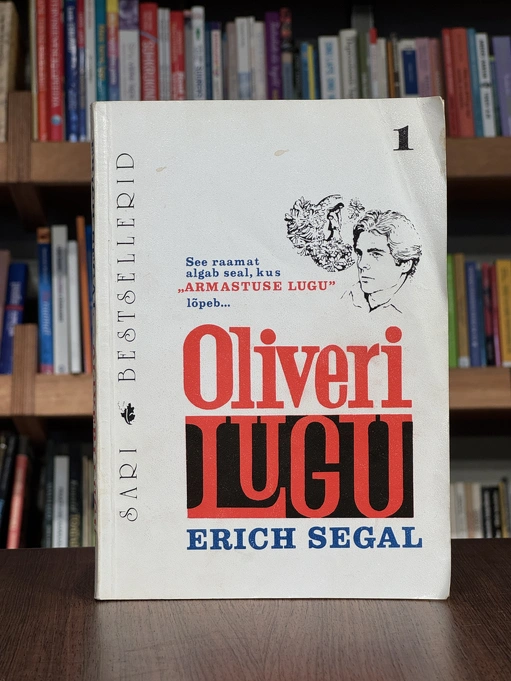 SARI BESTSELLERID
1
See raamat
algab seal, kus
„ARMASTUSE LUGU”
lõpeb...
Oliveri
LUGU
ERICH SEGAL